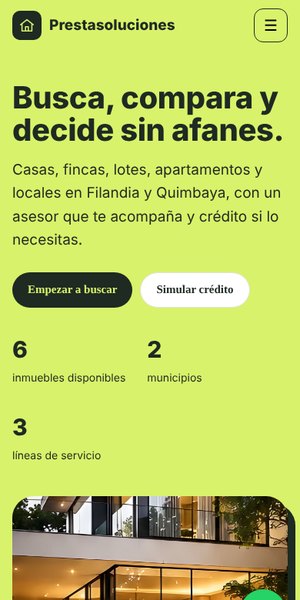 Prestasoluciones
Busca, compara y
decide sin afanes.
Casas, fincas, lotes, apartamentos y
locales en Filandia y Quimbaya, con un
asesor que te acompaña y crédito si lo
necesitas.
Empezar a buscar
Simular crédito
6
inmuebles disponibles
2
municipios
3
líneas de servicio